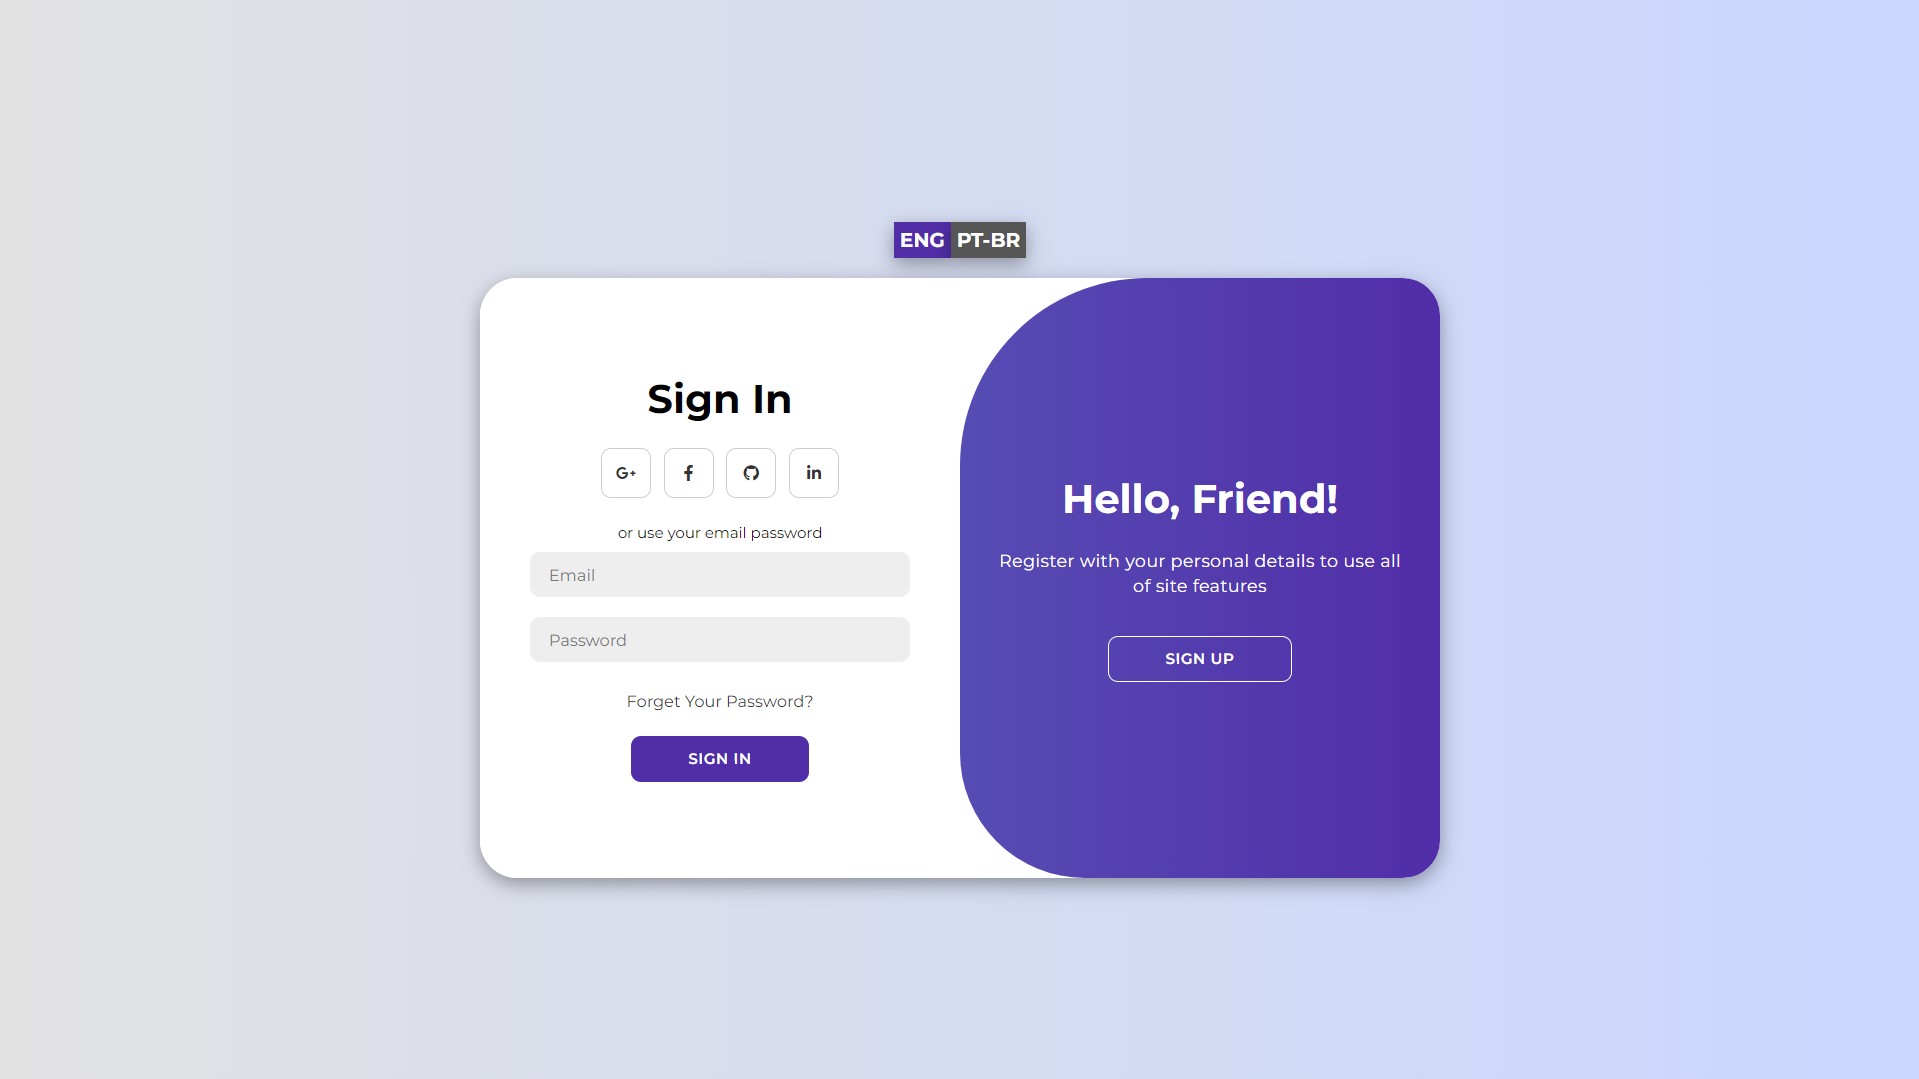 ENG PT-BR
Sign In
G+ f in
or use your email password
Email
Password
Forget Your Password?
SIGN IN
Hello, Friend!
Register with your personal details to use all
of site features
SIGN UP